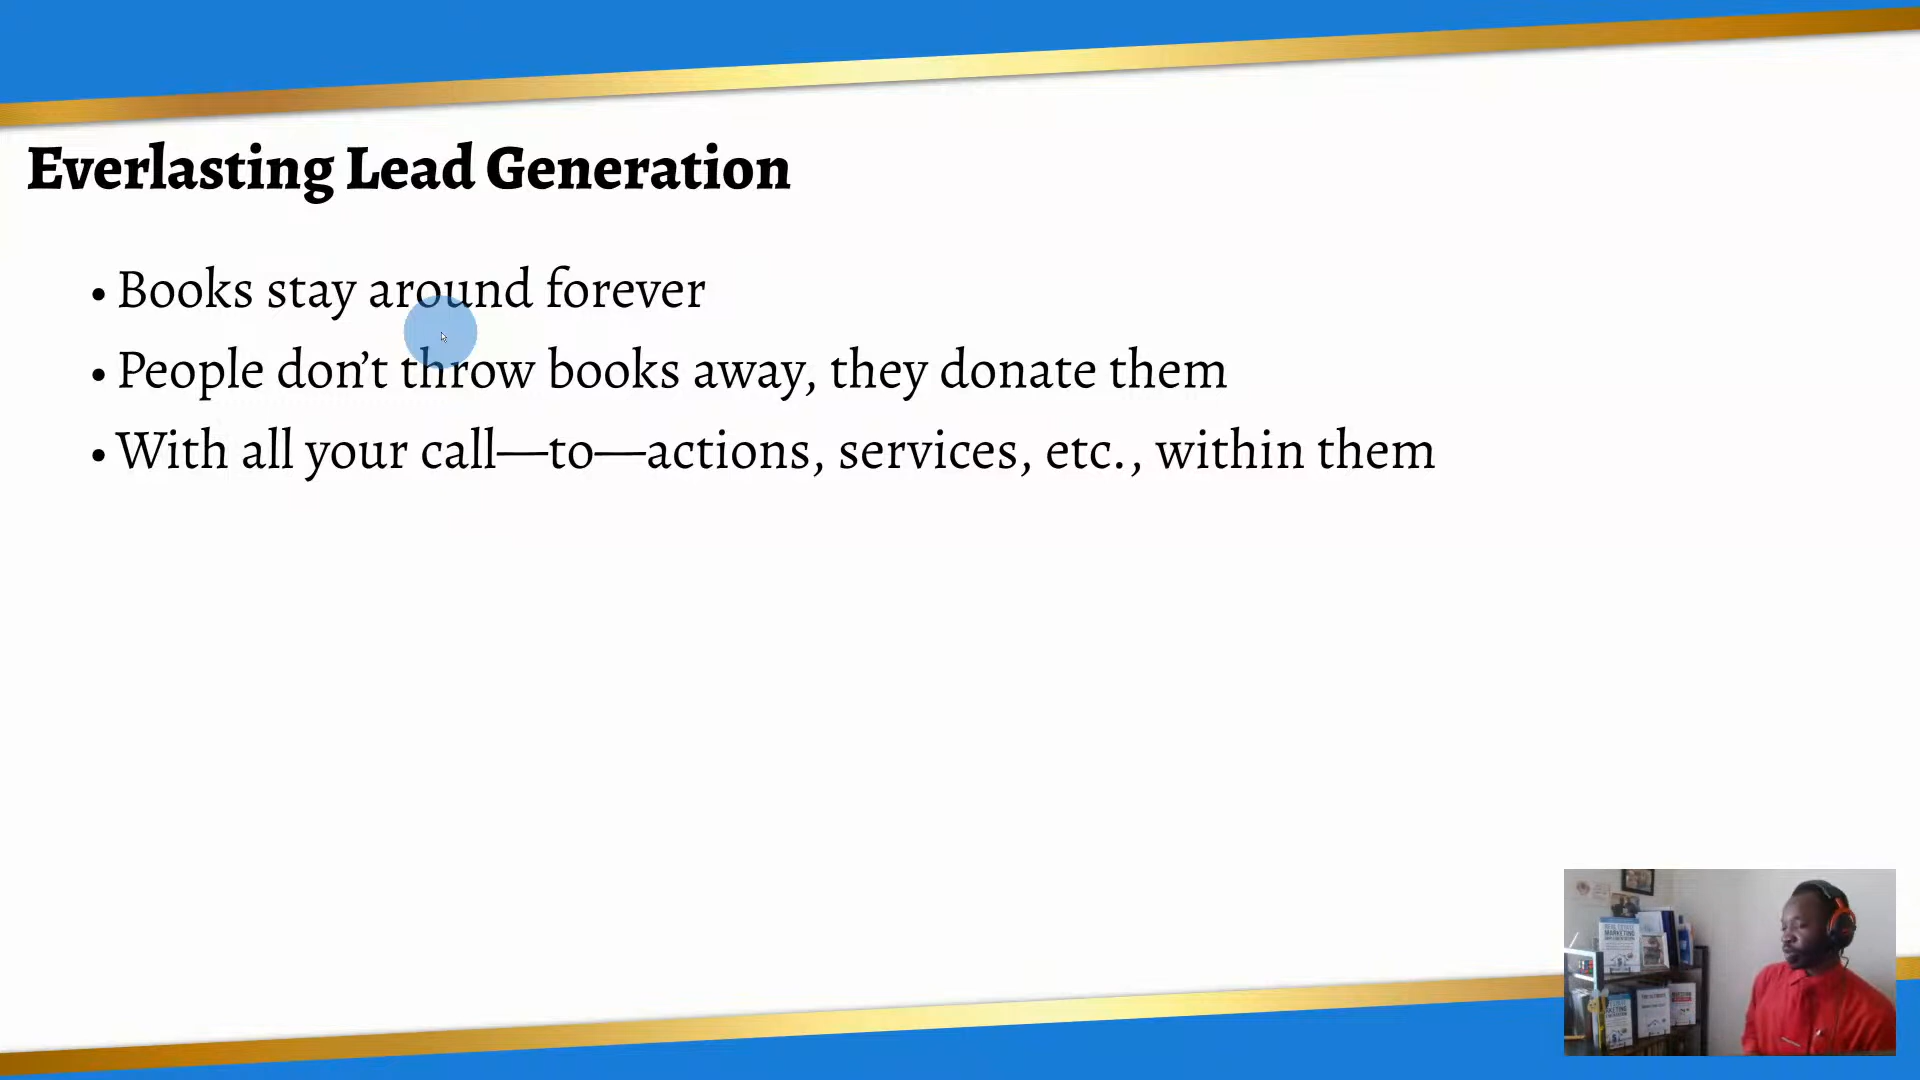 Everlasting Lead Generation
• Books stay around forever
• People don’t throw books away, they donate them
• With all your call—to—actions, services, etc., within them
MARKETING